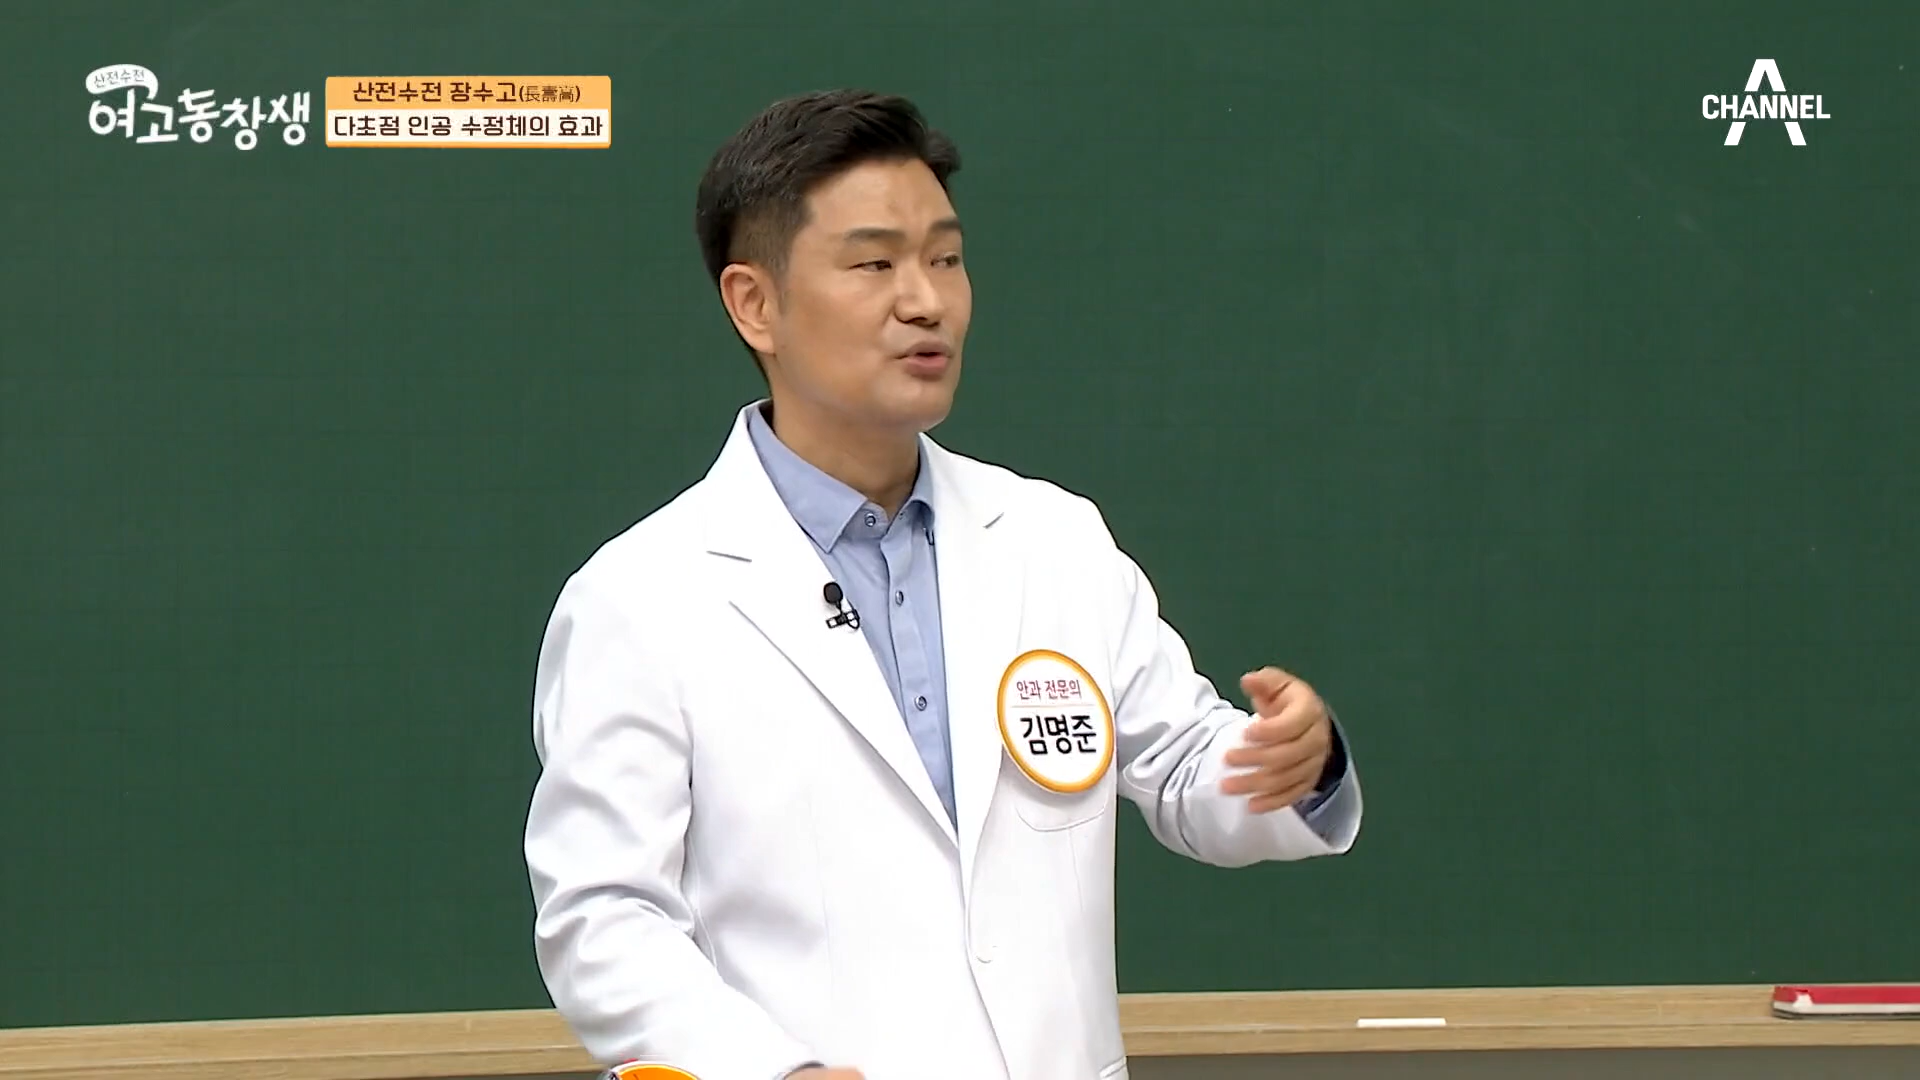 산전수전
여고동창생
산전수전 장수고(長壽高)
다초점 인공 수정체의 효과
CHANNEL A
안과 전문의
김명준